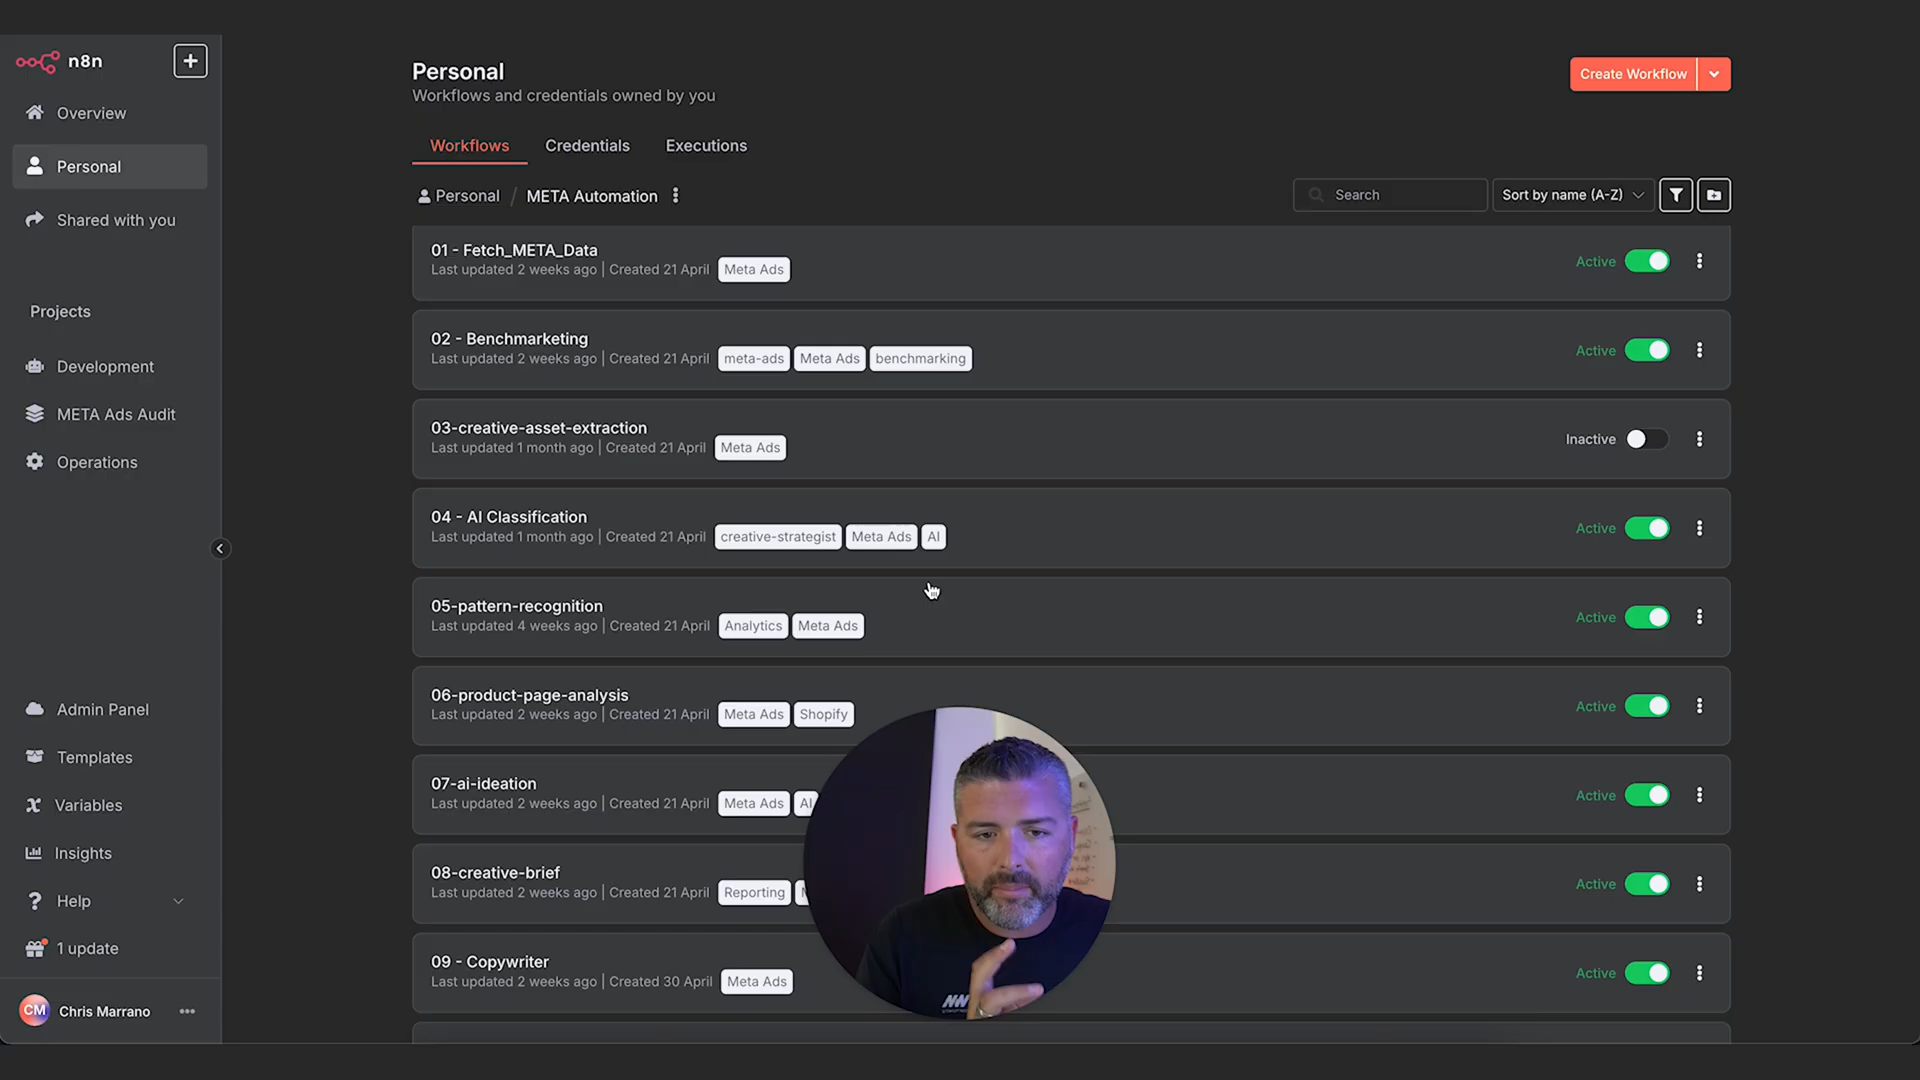 n8n
Overview
Personal
Shared with you
Projects
Development
META Ads Audit
Operations
Admin Panel
Templates
Variables
Insights
Help
1 update
CM Chris Marrano
Personal
Workflows and credentials owned by you
Create Workflow
Workflows Credentials Executions
Personal / META Automation
Search
Sort by name (A-Z)
01 - Fetch_META_Data
Last updated 2 weeks ago | Created 21 April Meta Ads
Active
02 - Benchmarketing
Last updated 2 weeks ago | Created 21 April meta-ads Meta Ads benchmarking
Active
03-creative-asset-extraction
Last updated 1 month ago | Created 21 April Meta Ads
Inactive
04 - AI Classification
Last updated 1 month ago | Created 21 April creative-strategist Meta Ads AI
Active
05-pattern-recognition
Last updated 4 weeks ago | Created 21 April Analytics Meta Ads
Active
06-product-page-analysis
Last updated 2 weeks ago | Created 21 April Meta Ads Shopify
Active
07-ai-ideation
Last updated 2 weeks ago | Created 21 April Meta Ads AI
Active
08-creative-brief
Last updated 2 weeks ago | Created 21 April Reporting
Active
09 - Copywriter
Last updated 2 weeks ago | Created 30 April Meta Ads
Active